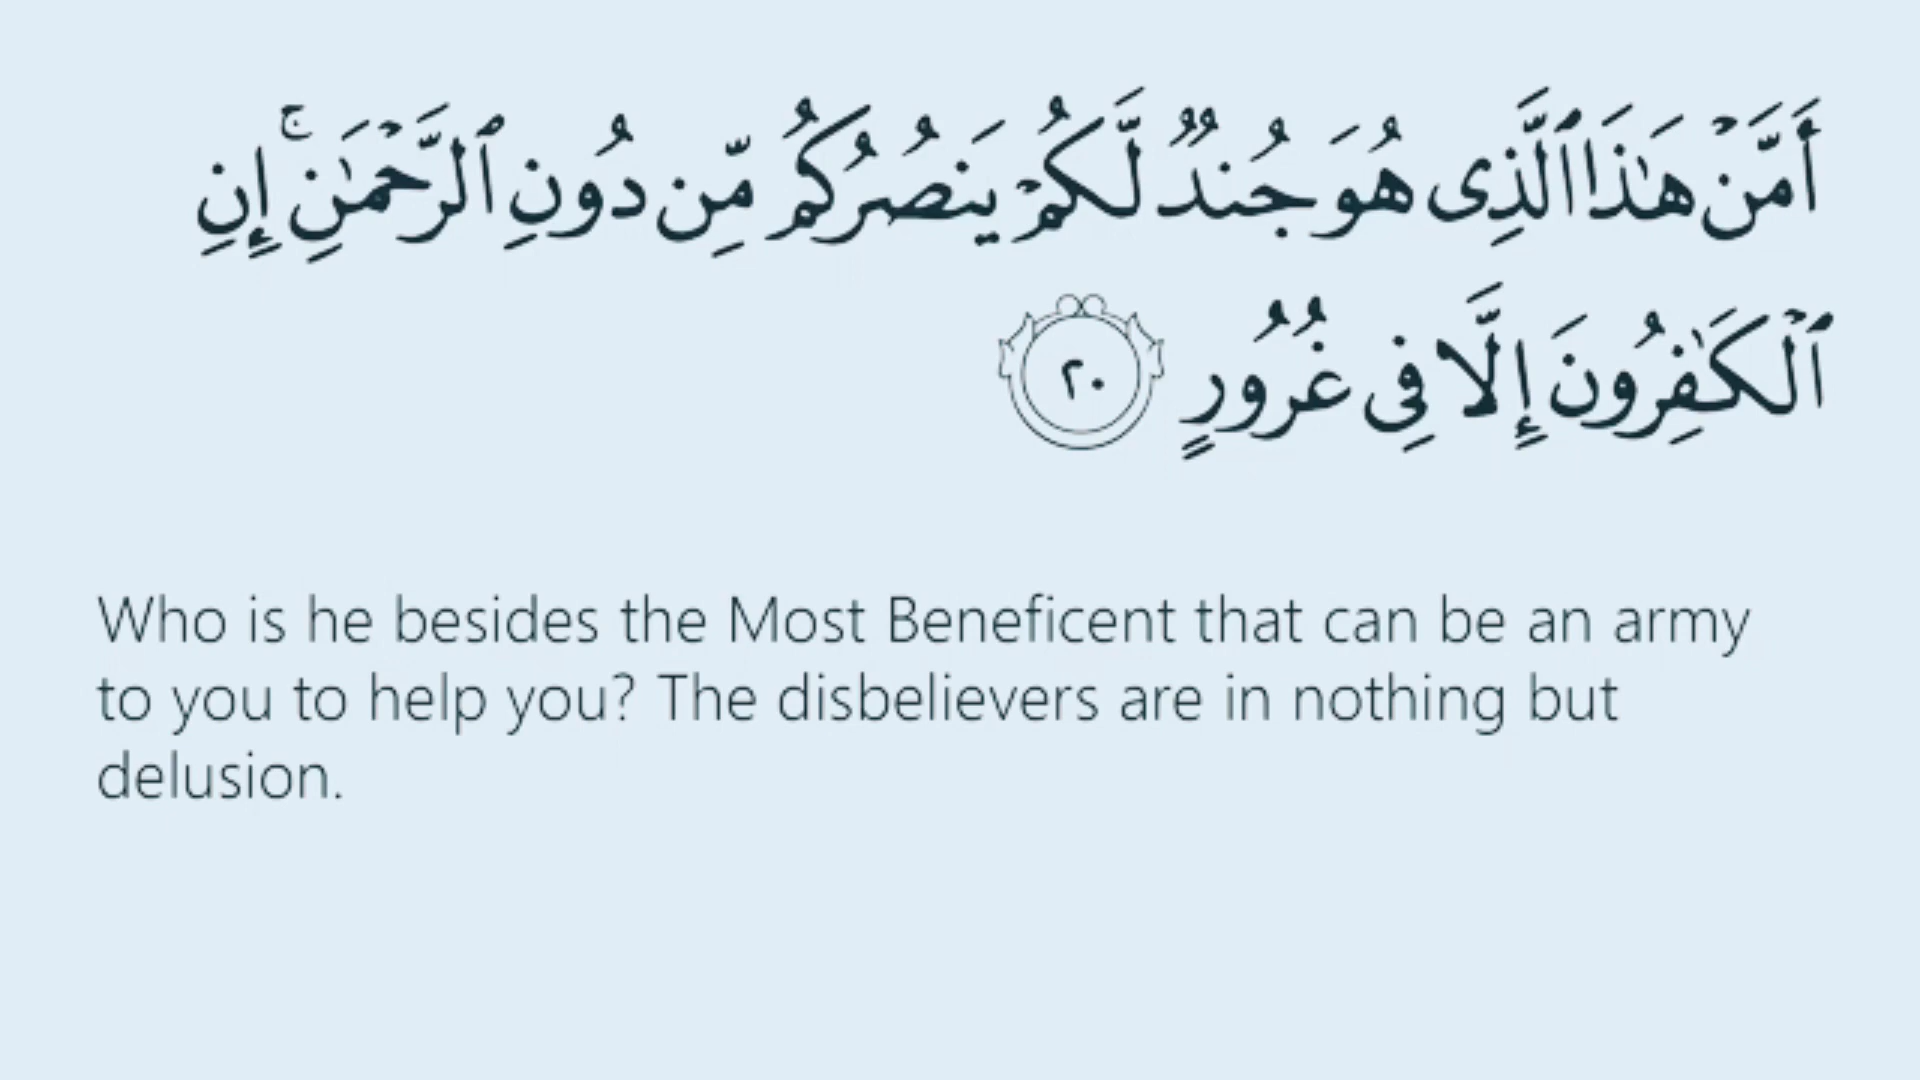 أَمَّنْ هَٰذَا ٱلَّذِى هُوَ جُندٌ لَّكُمْ يَنصُرُكُم مِّن دُونِ ٱلرَّحْمَٰنِ ۚ إِنِ
ٱلْكَٰفِرُونَ إِلَّا فِى غُرُورٍ ٢٠
Who is he besides the Most Beneficent that can be an army
to you to help you? The disbelievers are in nothing but
delusion.